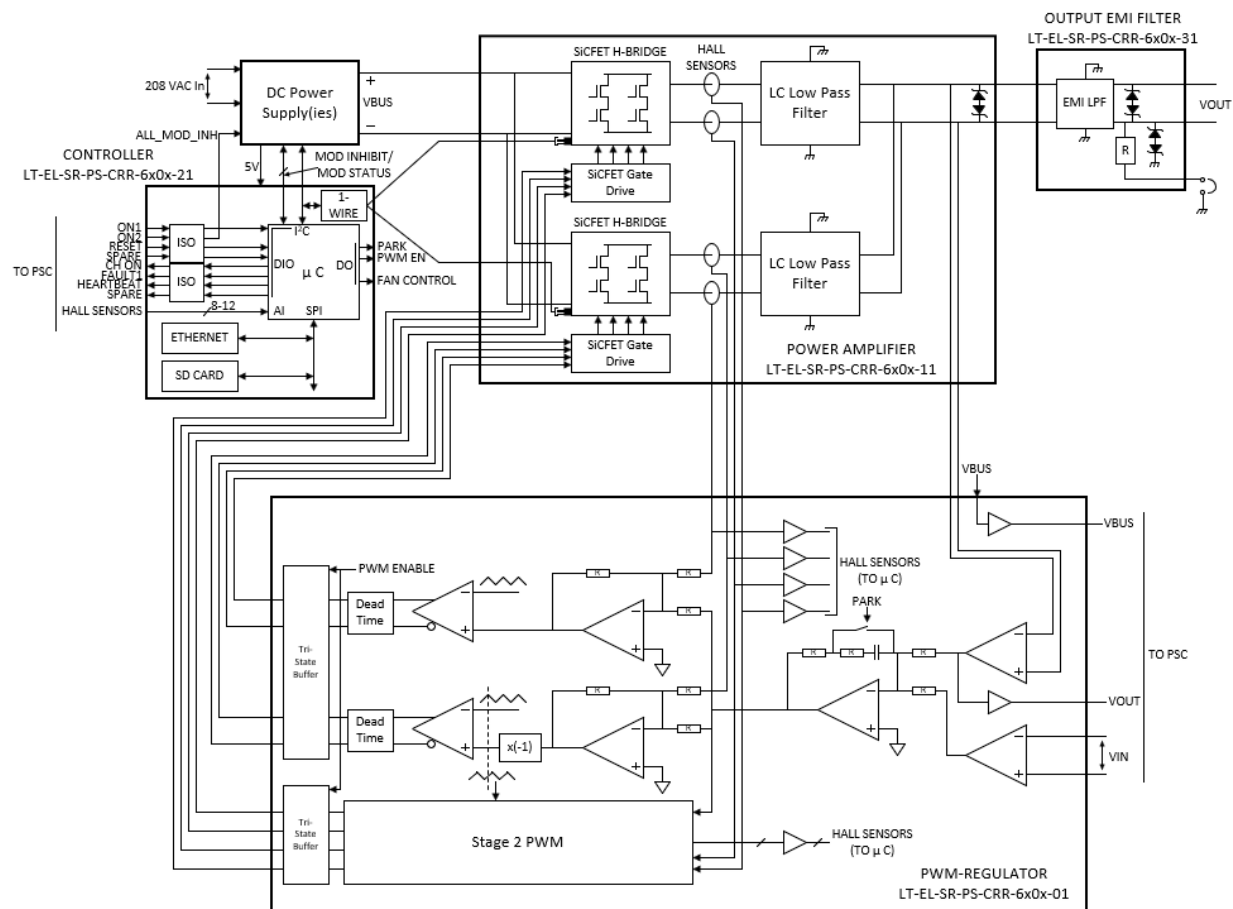 OUTPUT EMI FILTER
LT-EL-SR-PS-CRR-6x0x-31
SiCFET H-BRIDGE
HALL
SENSORS
208 VAC In
DC Power
Supply(ies)
+
VBUS
−
LC Low Pass
Filter
EMI LPF
VOUT
R
ALL_MOD_INH
CONTROLLER
LT-EL-SR-PS-CRR-6x0x-21
5V
MOD INHIBIT/
MOD STATUS
SiCFET Gate
Drive
1-
WIRE
SiCFET H-BRIDGE
I²C
ON1
ON2
RESET
SPARE
ISO
DIO
µ C
DO
PARK
PWM EN
TO PSC
CH ON
FAULT1
HEARTBEAT
SPARE
ISO
FAN CONTROL
LC Low Pass
Filter
HALL SENSORS
8-12
AI
SPI
ETHERNET
SD CARD
SiCFET Gate
Drive
POWER AMPLIFIER
LT-EL-SR-PS-CRR-6x0x-11
VBUS
VBUS
PWM ENABLE
HALL SENSORS
(TO µ C)
Tri-
State
Buffer
Dead
Time
−
+
R
R
R
−
+
PARK
R
R
R
R
−
+
TO PSC
Dead
Time
−
+
x(-1)
R
R
R
−
+
−
+
VOUT
−
+
VIN
Tri-
State
Buffer
Stage 2 PWM
HALL SENSORS
(TO µ C)
PWM-REGULATOR
LT-EL-SR-PS-CRR-6x0x-01